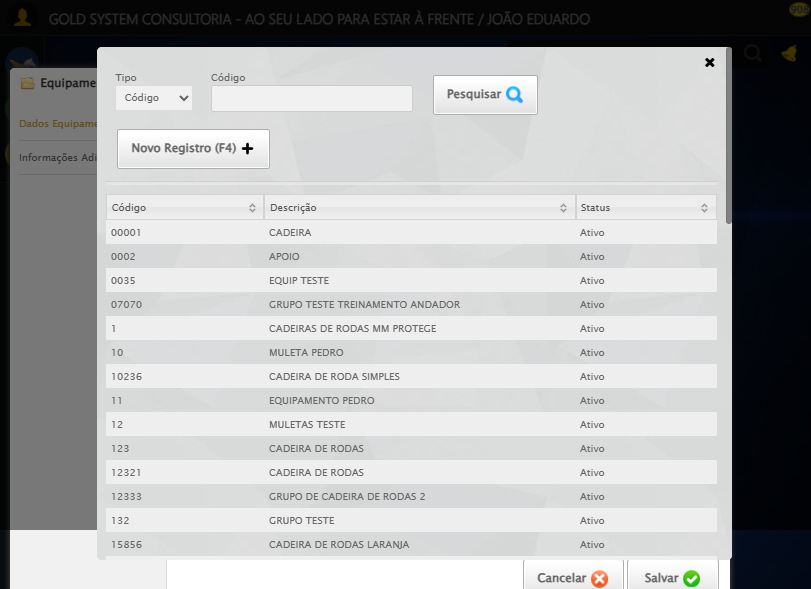 GOLD SYSTEM CONSULTORIA - AO SEU LADO PARA ESTAR À FRENTE / JOÃO EDUARDO
Equipame
Dados Equipame
Informações Adi
Tipo Código
Código
Pesquisar
Novo Registro (F4)
Código Descrição Status
00001 CADEIRA Ativo
0002 APOIO Ativo
0035 EQUIP TESTE Ativo
07070 GRUPO TESTE TREINAMENTO ANDADOR Ativo
1 CADEIRAS DE RODAS MM PROTEGE Ativo
10 MULETA PEDRO Ativo
10236 CADEIRA DE RODA SIMPLES Ativo
11 EQUIPAMENTO PEDRO Ativo
12 MULETAS TESTE Ativo
123 CADEIRA DE RODAS Ativo
12321 CADEIRA DE RODAS Ativo
12333 GRUPO DE CADEIRA DE RODAS 2 Ativo
132 GRUPO TESTE Ativo
15856 CADEIRA DE RODAS LARANJA Ativo
Cancelar Salvar